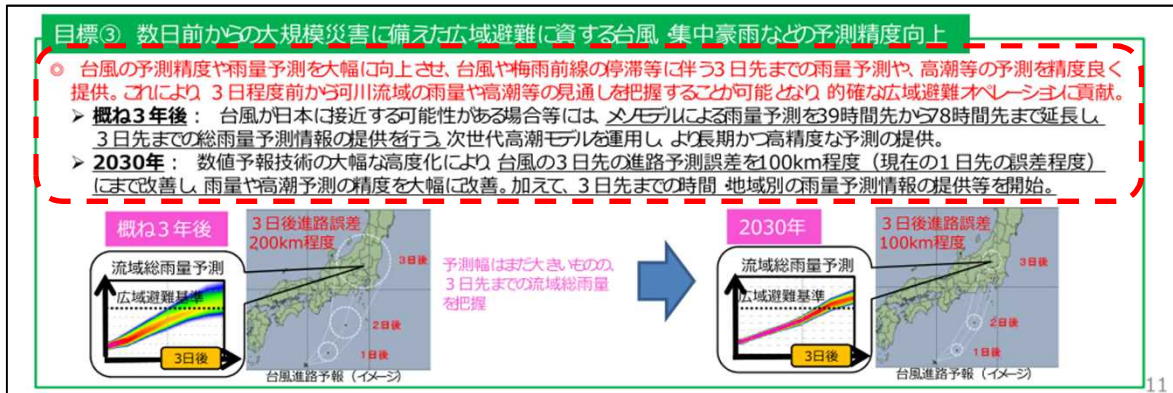 目標③ 数日前からの大規模災害に備えた広域避難に資する台風・集中豪雨などの予測精度向上
◎ 台風の予測精度や雨量予測を大幅に向上させ、台風や梅雨前線の停滞等に伴う3日先までの雨量予測や、高潮等の予測を精度良く
提供。これにより、3日程度前から河川流域の雨量や高潮等の見通しを把握することが可能となり、的確な広域避難オペレーションに貢献。
➤ 概ね3年後： 台風が日本に接近する可能性がある場合等には、メソモデルによる雨量予測を39時間先から78時間先まで延長し、
3日先までの総雨量予測情報の提供を行う。次世代高潮モデルを運用し、より長期かつ高精度な予測の提供。
➤ 2030年： 数値予報技術の大幅な高度化により、台風の3日先の進路予測誤差を100km程度（現在の1日先の誤差程度）
にまで改善し、雨量や高潮予測の精度を大幅に改善。加えて、3日先までの時間・地域別の雨量予測情報の提供等を開始。
概ね3年後
3日後進路誤差
200km程度
流域総雨量予測
広域避難基準
3日後
3日後
2日後
1日後
台風進路予報（イメージ）
予測幅はまだ大きいものの、
3日先までの流域総雨量
を把握
2030年
3日後進路誤差
100km程度
流域総雨量予測
広域避難基準
3日後
3日後
2日後
1日後
台風進路予報（イメージ）
11